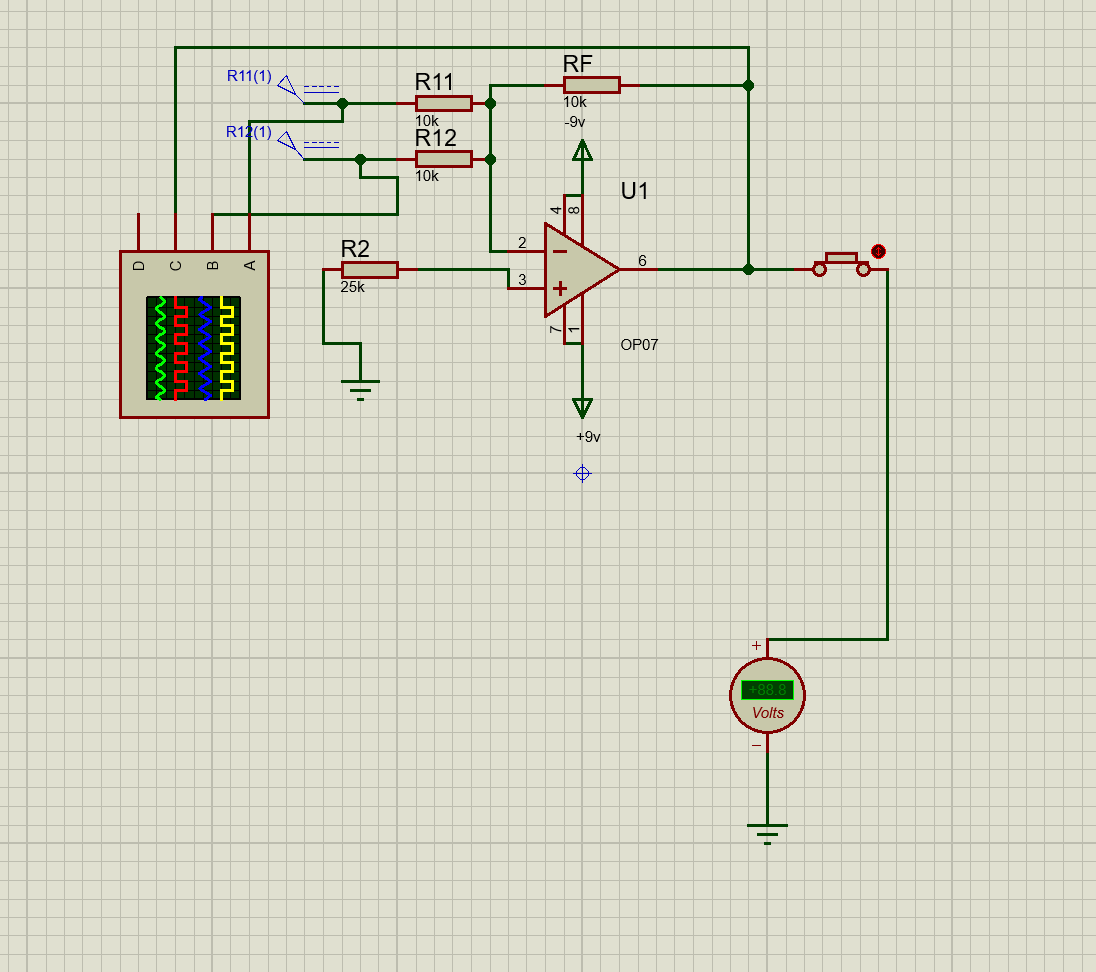 RF
R11(1)
R11
10k
10k
-9v
R12(1)
R12
10k
U1
4
8
D
C
B
A
R2
25k
2
3
6
7
1
OP07
+9v
+
+88.8
Volts
−